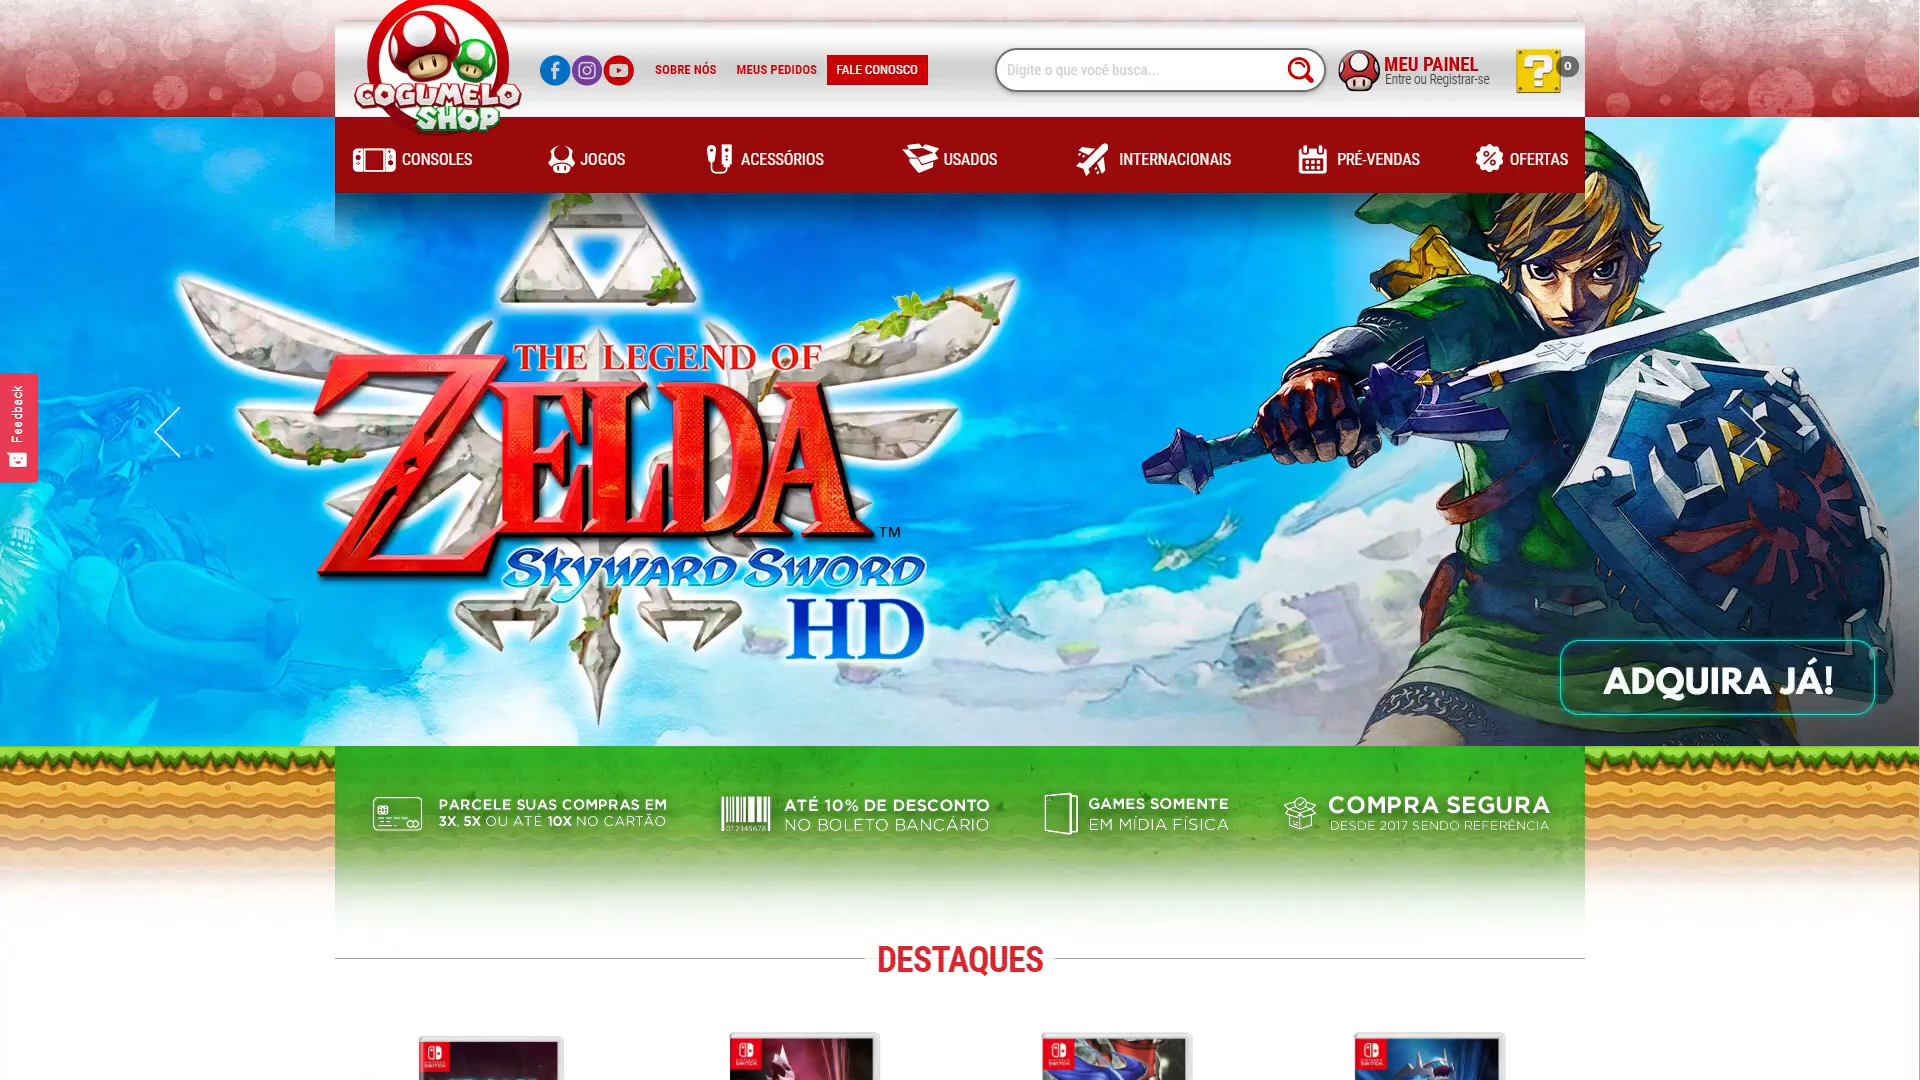 COGUMELO
SHOP
SOBRE NÓS
MEUS PEDIDOS
FALE CONOSCO
Digite o que você busca...
MEU PAINEL
Entre ou Registrar-se
0
CONSOLES
JOGOS
ACESSÓRIOS
USADOS
INTERNACIONAIS
PRÉ-VENDAS
OFERTAS
THE LEGEND OF
ZELDA
TM
SKYWARD SWORD
HD
Feedback
ADQUIRA JÁ!
PARCELE SUAS COMPRAS EM
3X, 5X OU ATÉ 10X NO CARTÃO
012345678
ATÉ 10% DE DESCONTO
NO BOLETO BANCÁRIO
GAMES SOMENTE
EM MÍDIA FÍSICA
COMPRA SEGURA
DESDE 2017 SENDO REFERÊNCIA
DESTAQUES